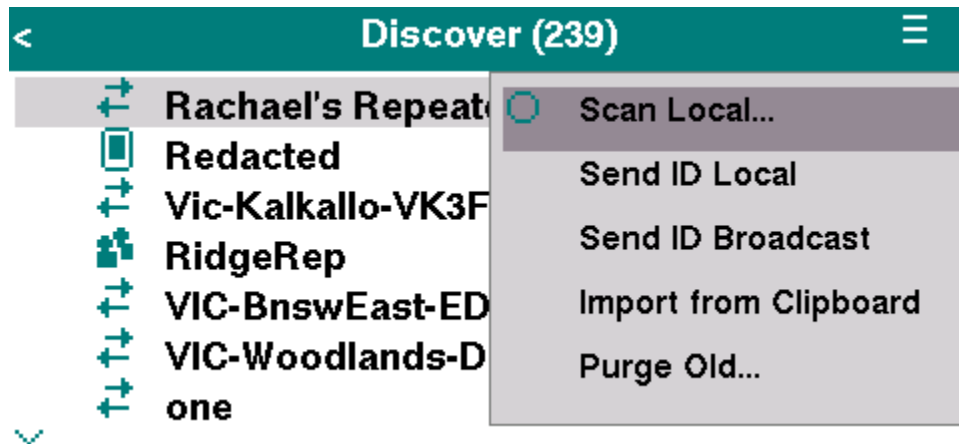 < Discover (239)
Rachael's Repeat
Redacted
Vic-Kalkallo-VK3F
RidgeRep
VIC-BnswEast-ED
VIC-Woodlands-D
one
Scan Local...
Send ID Local
Send ID Broadcast
Import from Clipboard
Purge Old...